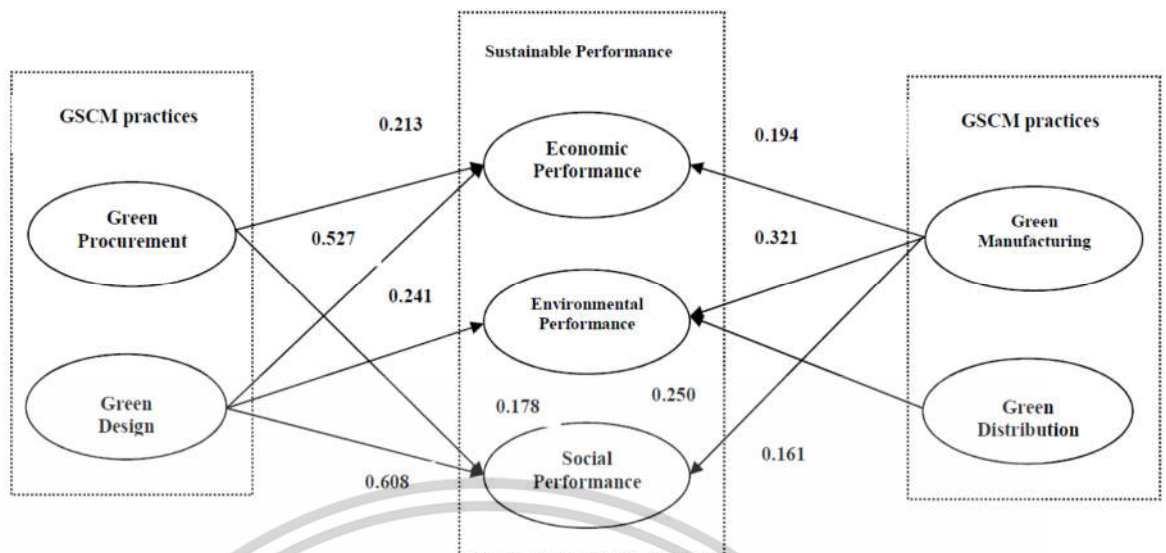 Sustainable Performance
GSCM practices
GSCM practices
0.213
0.194
Economic
Performance
Green
Procurement
Green
Manufacturing
0.527
0.321
0.241
Environmental
Performance
0.178
0.250
Green
Design
Green
Distribution
Social
Performance
0.161
0.608